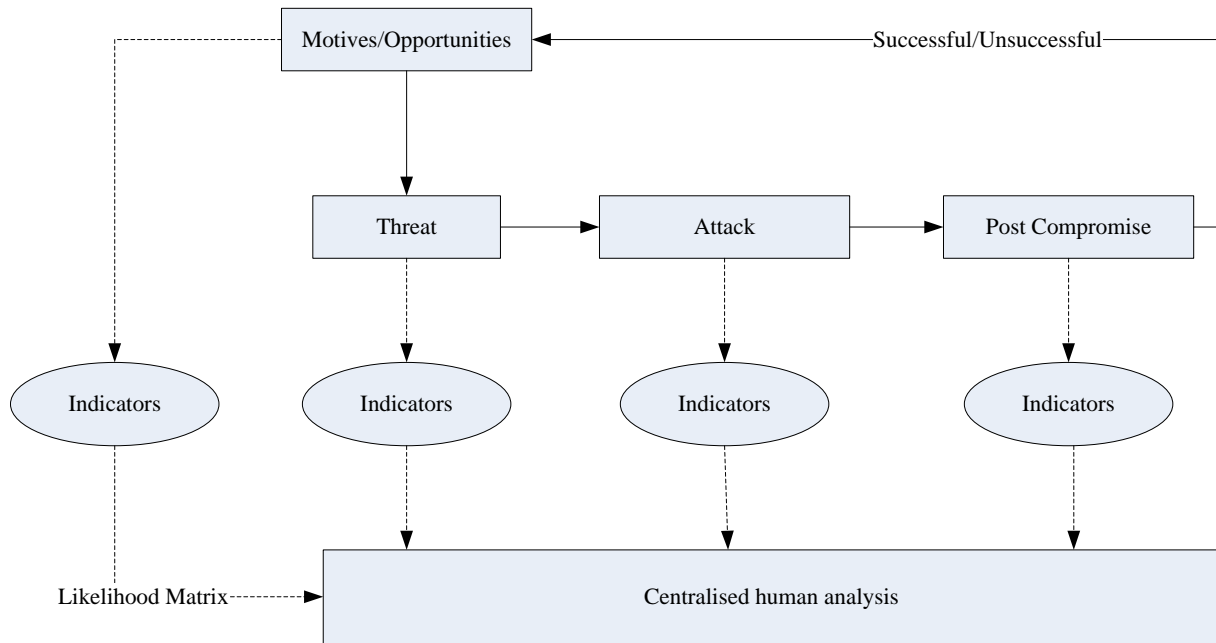 Motives/Opportunities
Successful/Unsuccessful
Threat
Attack
Post Compromise
Indicators
Indicators
Indicators
Indicators
Likelihood Matrix
Centralised human analysis